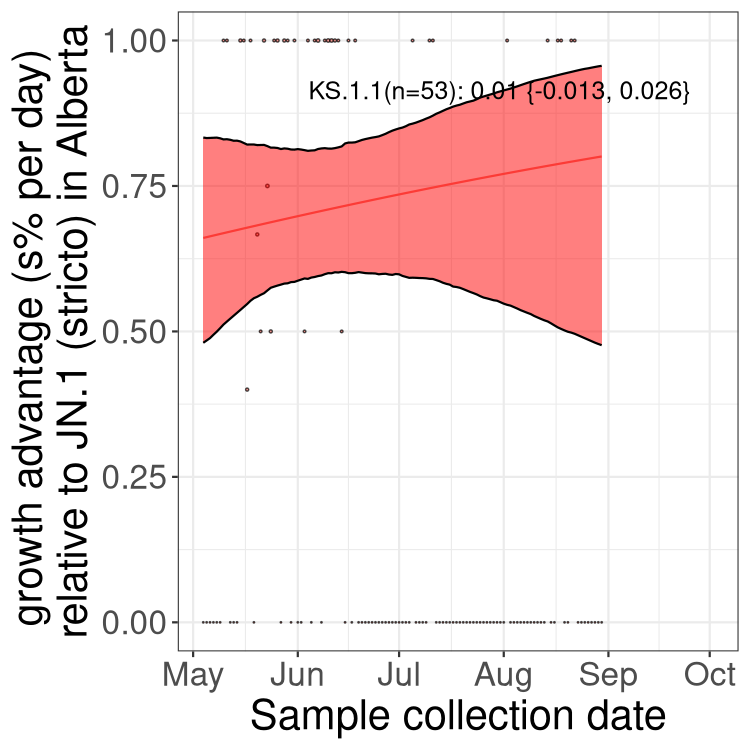 growth advantage (s% per day)
relative to JN.1 (stricto) in Alberta
1.00
0.75
0.50
0.25
0.00
KS.1.1(n=53): 0.01 {-0.013, 0.026}
May Jun Jul Aug Sep Oct
Sample collection date